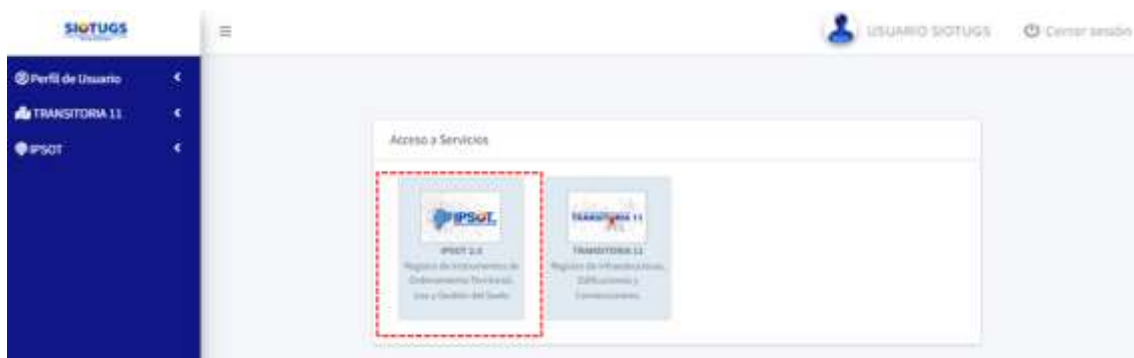 SIOTUGS
USUARIO SIOTUGS
Cerrar sesión
Perfil de Usuario
TRANSITORIA 11
IPSOT
Acceso a Servicios
IPSOT
IPSOT 2.0
Registro de Instrumentos de
Ordenamiento Territorial,
Uso y Gestión del Suelo
TRANSITORIA 11
TRANSITORIA 11
Registro de Infraestructuras,
Edificaciones y
Construcciones